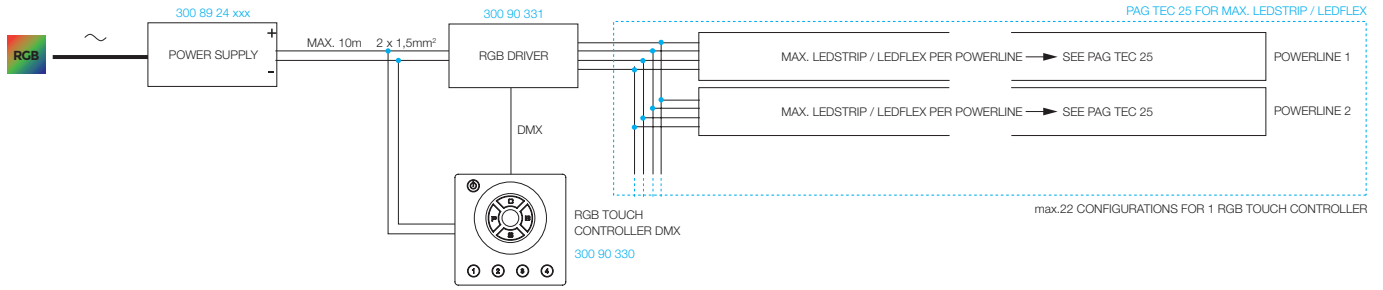 300 89 24 xxx
300 90 331
PAG TEC 25 FOR MAX. LEDSTRIP / LEDFLEX
RGB
POWER SUPPLY
+
-
MAX. 10m 2 x 1,5mm²
RGB DRIVER
MAX. LEDSTRIP / LEDFLEX PER POWERLINE SEE PAG TEC 25
POWERLINE 1
MAX. LEDSTRIP / LEDFLEX PER POWERLINE SEE PAG TEC 25
POWERLINE 2
DMX
D
P B
S
1 2 3 4
RGB TOUCH
CONTROLLER DMX
300 90 330
max.22 CONFIGURATIONS FOR 1 RGB TOUCH CONTROLLER